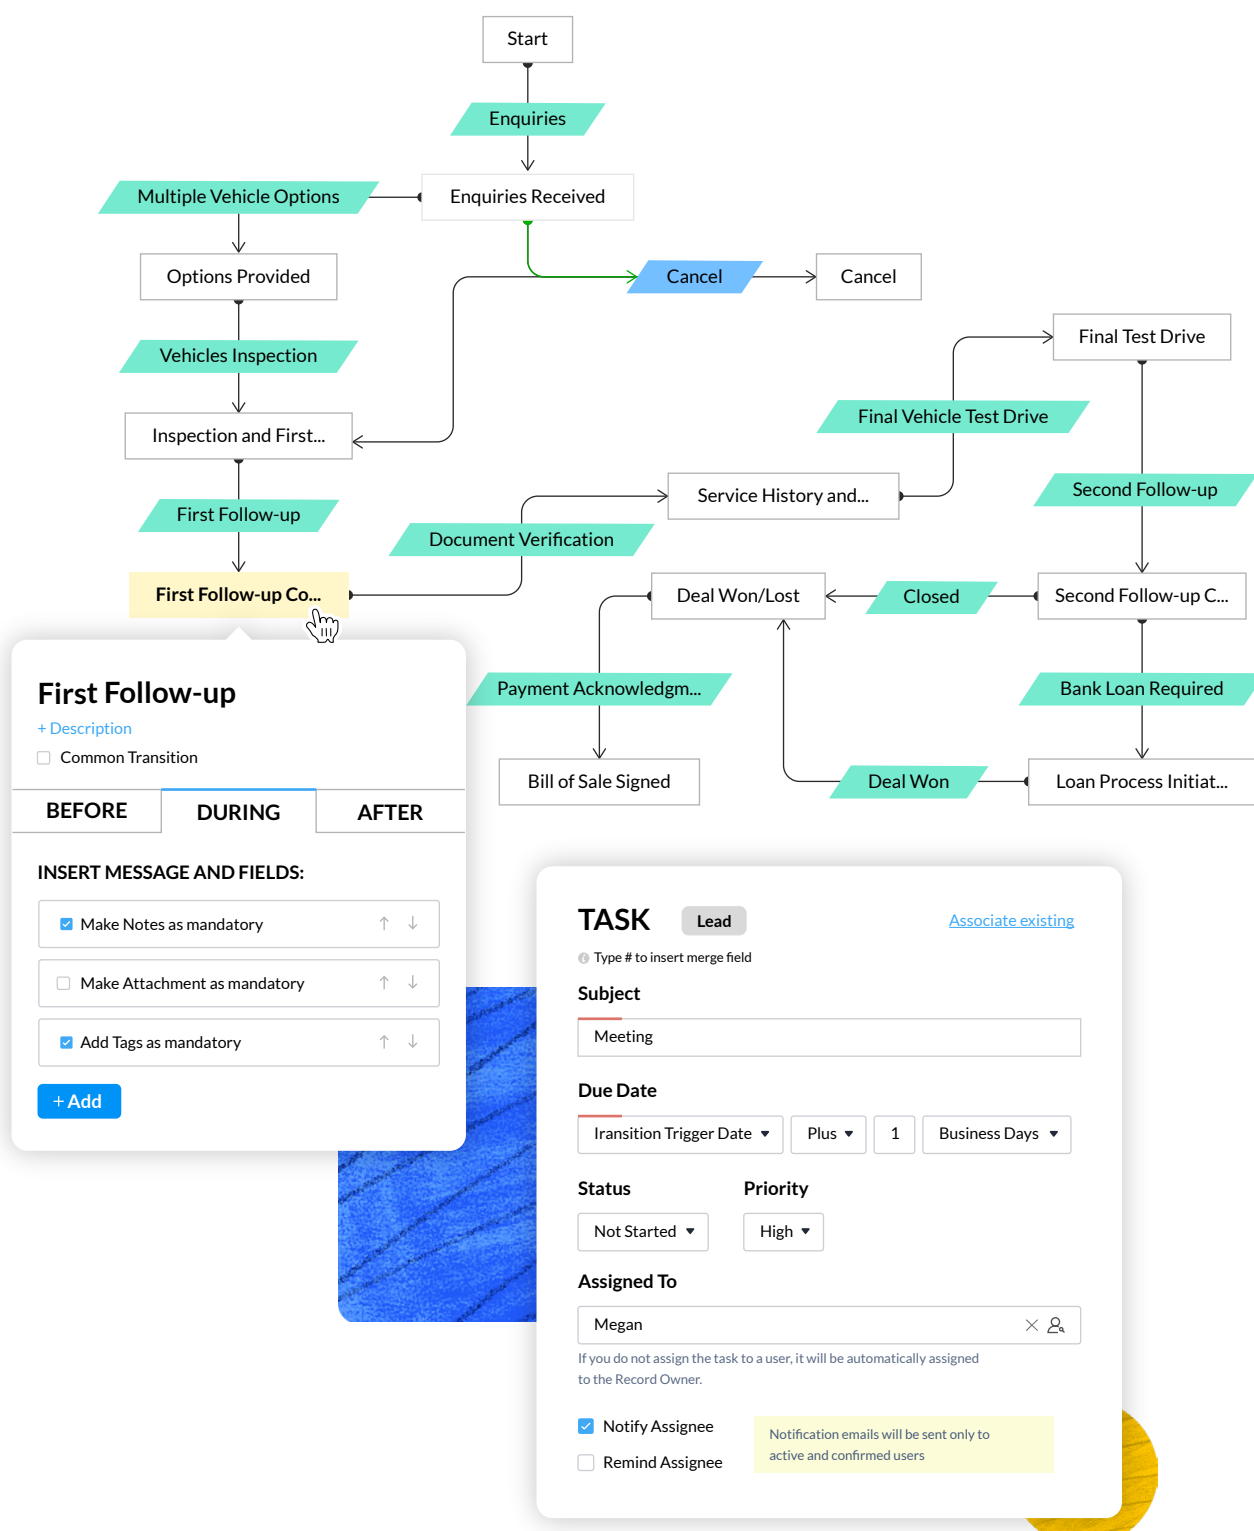 Start
Enquiries
Multiple Vehicle Options
Enquiries Received
Options Provided
Cancel
Cancel
Final Test Drive
Vehicles Inspection
Final Vehicle Test Drive
Inspection and First...
Service History and...
Second Follow-up
First Follow-up
Document Verification
First Follow-up Co...
Deal Won/Lost
Closed
Second Follow-up C...
Payment Acknowledgm...
Bank Loan Required
Bill of Sale Signed
Deal Won
Loan Process Initiat...
First Follow-up
+ Description
Common Transition
BEFORE
DURING
AFTER
INSERT MESSAGE AND FIELDS:
Make Notes as mandatory
Make Attachment as mandatory
Add Tags as mandatory
+ Add
TASK
Lead
Associate existing
Type # to insert merge field
Subject
Meeting
Due Date
Iransition Trigger Date
Plus
1
Business Days
Status
Priority
Not Started
High
Assigned To
Megan
If you do not assign the task to a user, it will be automatically assigned
to the Record Owner.
Notify Assignee
Remind Assignee
Notification emails will be sent only to
active and confirmed users